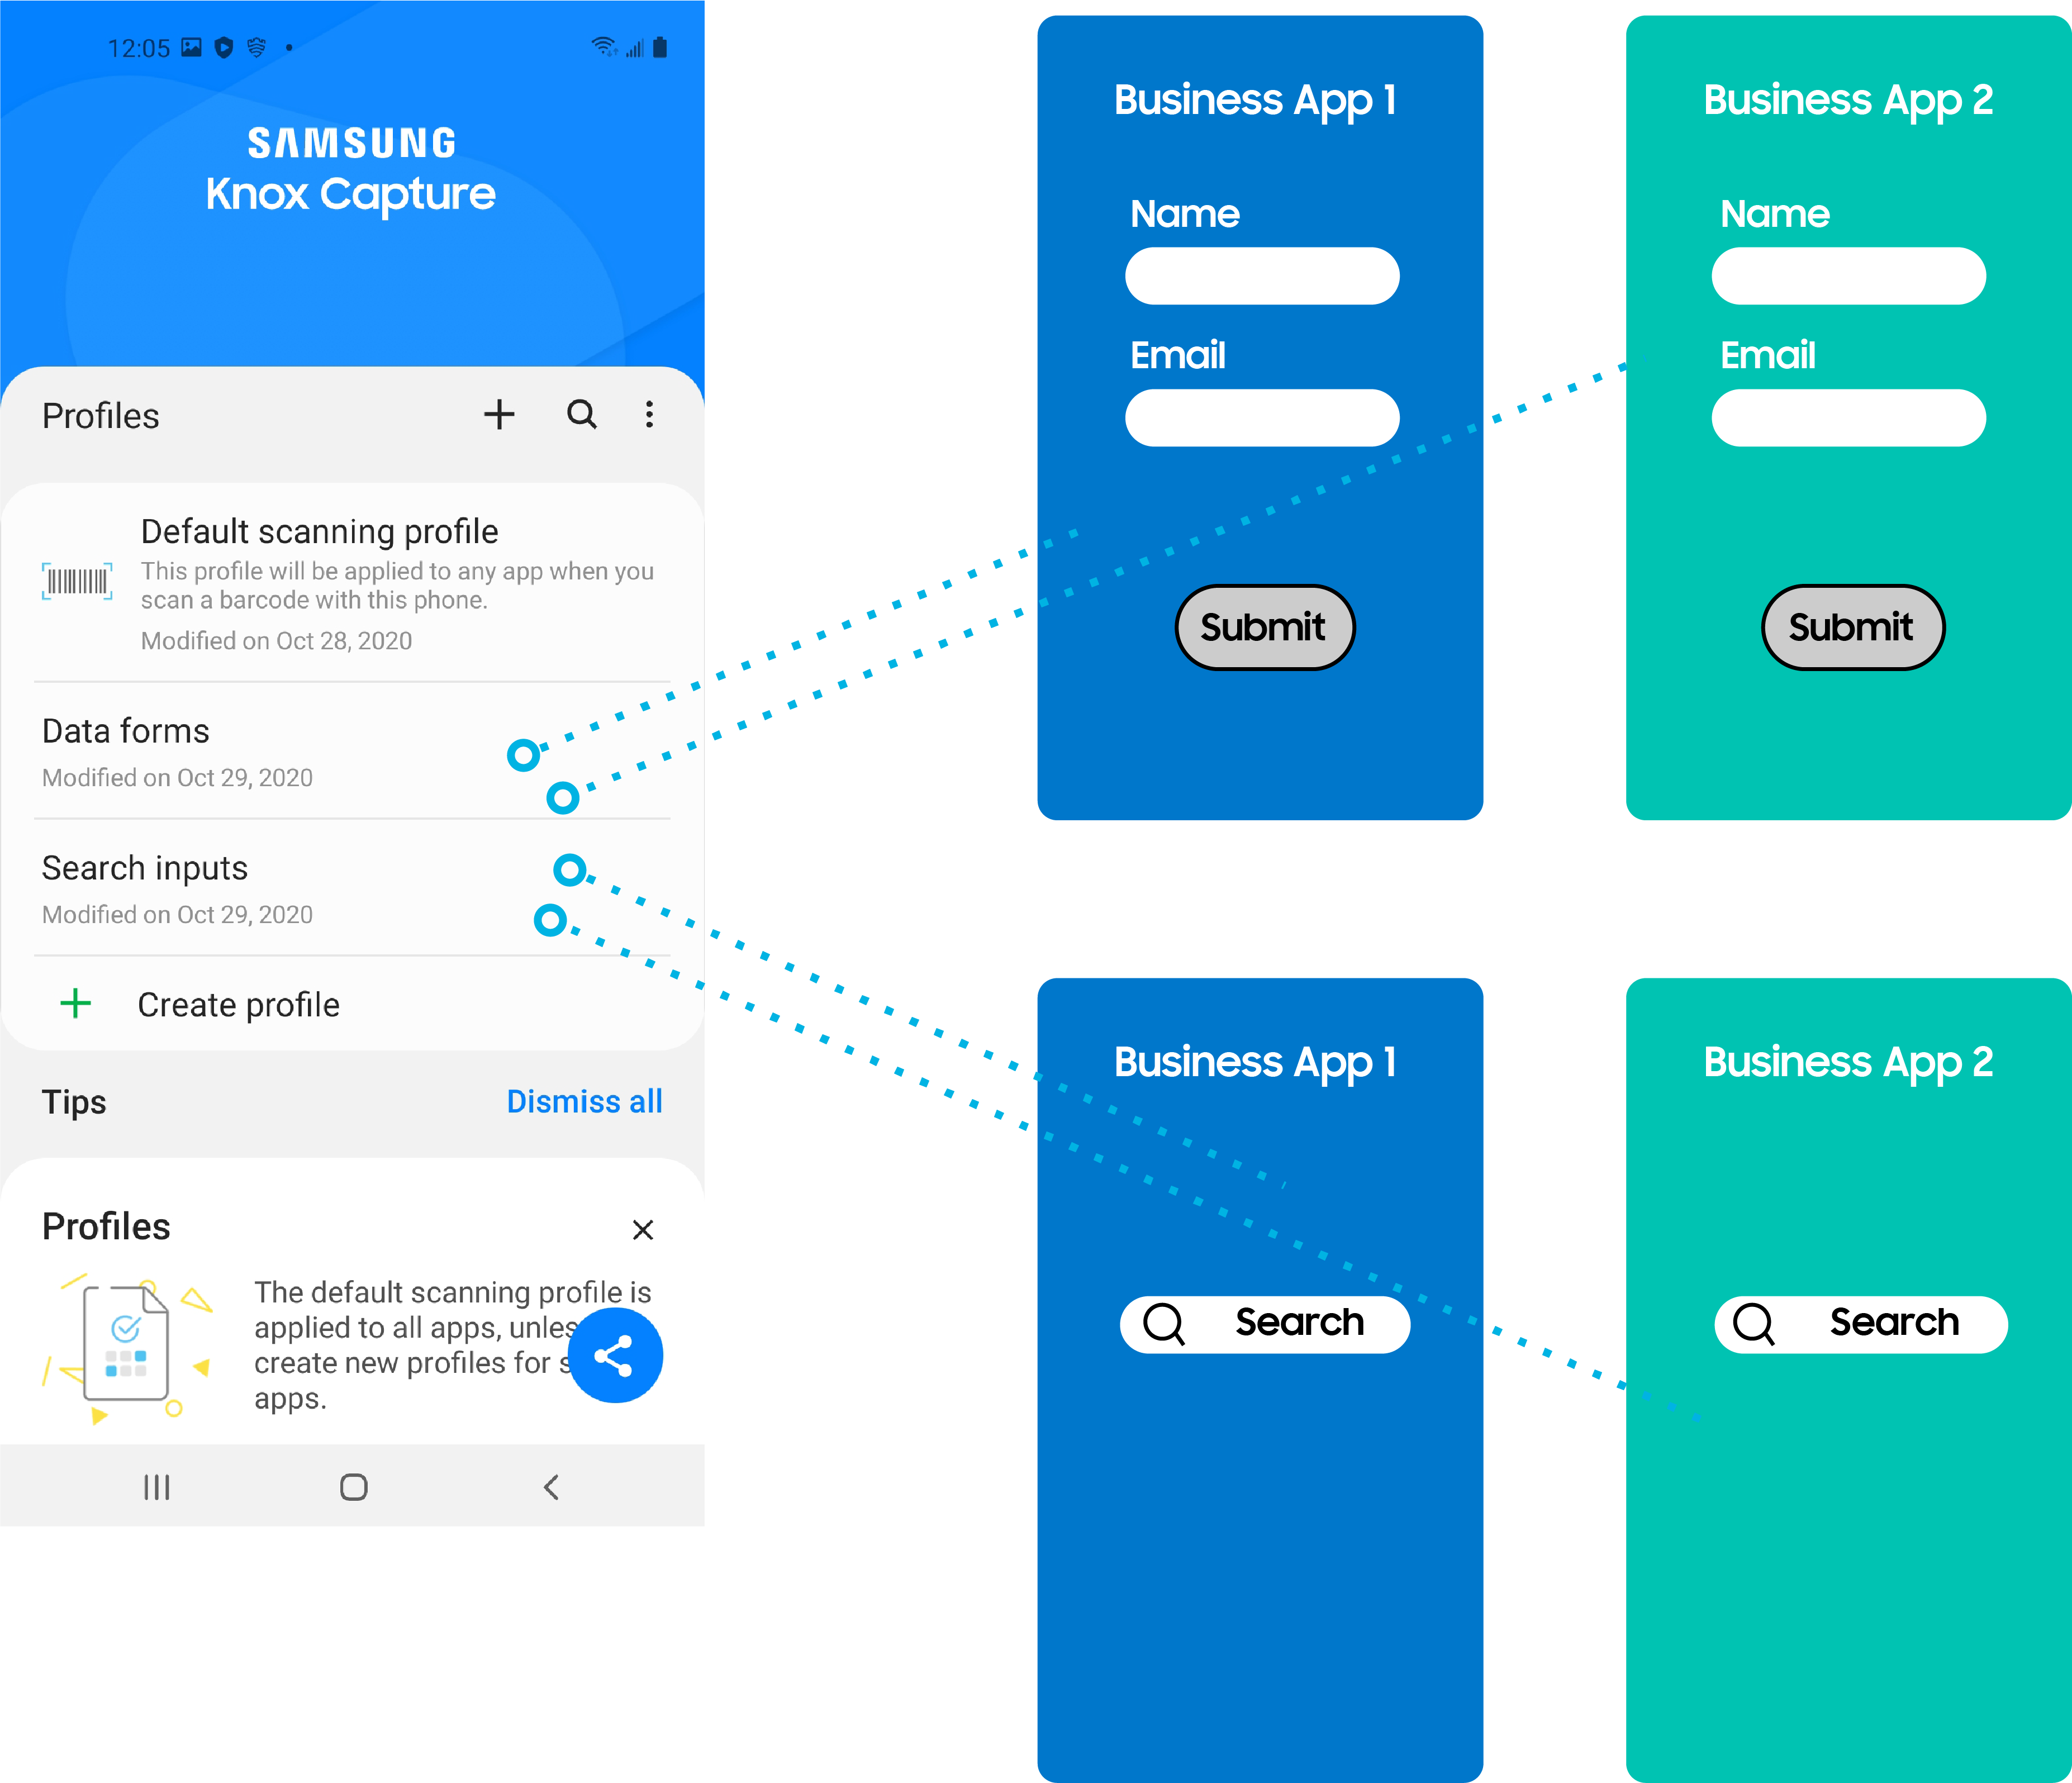 12:05
SAMSUNG
Knox Capture
Profiles
Default scanning profile
This profile will be applied to any app when you
scan a barcode with this phone.
Modified on Oct 28, 2020
Data forms
Modified on Oct 29, 2020
Search inputs
Modified on Oct 29, 2020
Create profile
Tips
Dismiss all
Profiles
The default scanning profile is
applied to all apps, unles
create new profiles for s
apps.
Business App 1
Name
Email
Submit
Business App 2
Name
Email
Submit
Business App 1
Search
Business App 2
Search